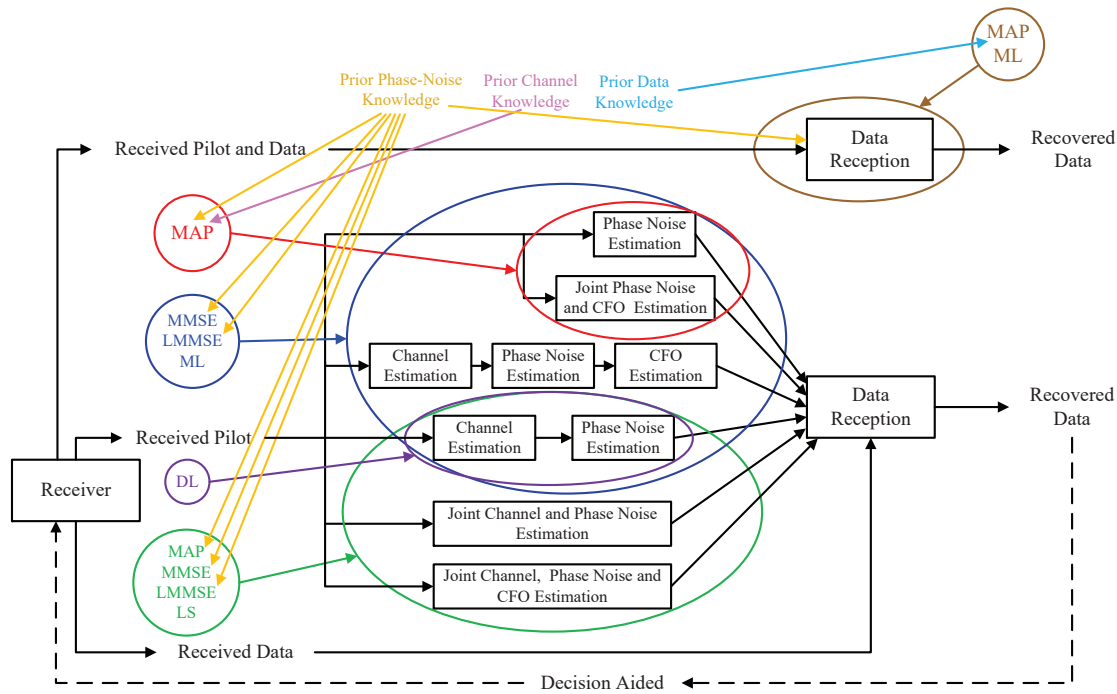 MAP
ML
Prior Phase-Noise
Knowledge
Prior Channel
Knowledge
Prior Data
Knowledge
Received Pilot and Data
Data
Reception
Recovered
Data
MAP
Phase Noise
Estimation
Joint Phase Noise
and CFO Estimation
MMSE
LMMSE
ML
Channel
Estimation
Phase Noise
Estimation
CFO
Estimation
Data
Reception
Recovered
Data
Received Pilot
Channel
Estimation
Phase Noise
Estimation
Receiver
DL
Joint Channel and Phase Noise
Estimation
MAP
MMSE
LMMSE
LS
Joint Channel, Phase Noise and
CFO Estimation
Received Data
Decision Aided